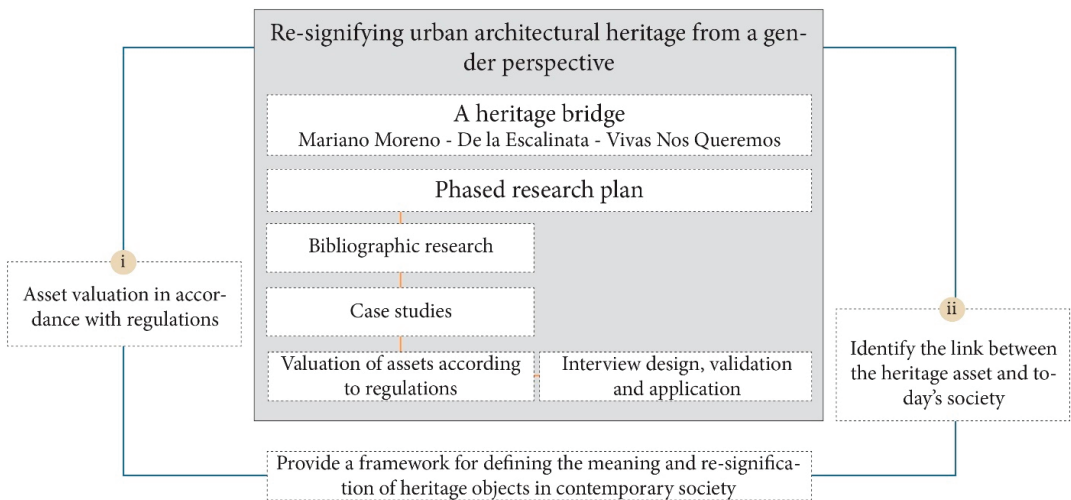 Re-signifying urban architectural heritage from a gen-
der perspective
A heritage bridge
Mariano Moreno - De la Escalinata - Vivas Nos Queremos
Phased research plan
Bibliographic research
Case studies
Valuation of assets according
to regulations
Interview design, validation
and application
i
Asset valuation in accor-
dance with regulations
ii
Identify the link between
the heritage asset and to-
day's society
Provide a framework for defining the meaning and re-significa-
tion of heritage objects in contemporary society